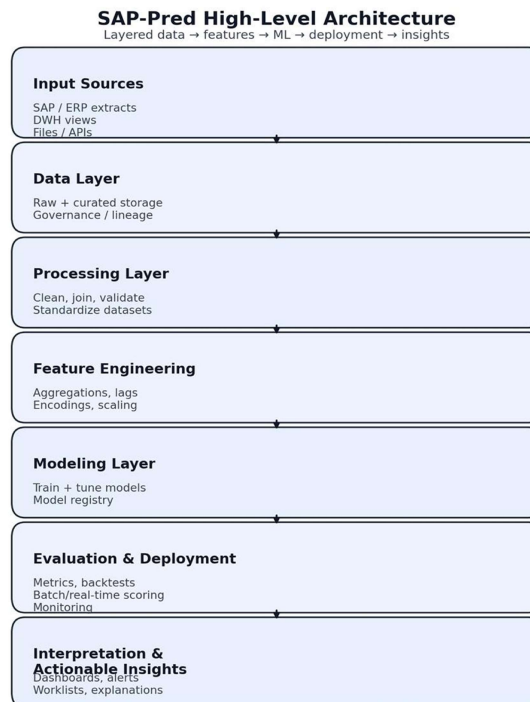 SAP-Pred High-Level Architecture
Layered data → features → ML → deployment → insights
Input Sources
SAP / ERP extracts
DWH views
Files / APIs
Data Layer
Raw + curated storage
Governance / lineage
Processing Layer
Clean, join, validate
Standardize datasets
Feature Engineering
Aggregations, lags
Encodings, scaling
Modeling Layer
Train + tune models
Model registry
Evaluation & Deployment
Metrics, backtests
Batch/real-time scoring
Monitoring
Interpretation &
Actionable Insights
Dashboards, alerts
Worklists, explanations